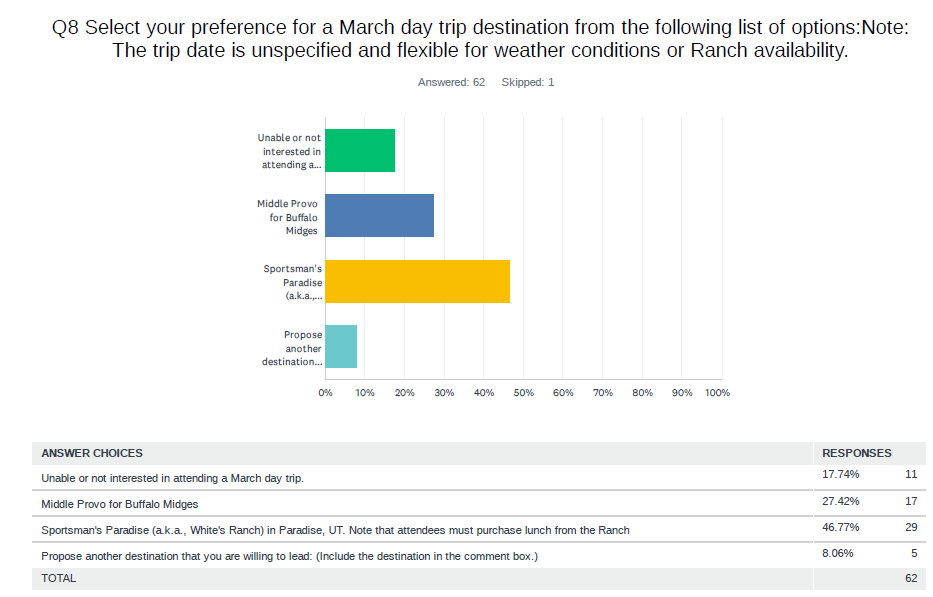 Q8 Select your preference for a March day trip destination from the following list of options:Note:
The trip date is unspecified and flexible for weather conditions or Ranch availability.
Answered: 62 Skipped: 1
Unable or not
interested in
attending a...
Middle Provo
for Buffalo
Midges
Sportsman's
Paradise
(a.k.a.,...
Propose
another
destination...
0% 10% 20% 30% 40% 50% 60% 70% 80% 90% 100%
ANSWER CHOICES RESPONSES
Unable or not interested in attending a March day trip. 17.74% 11
Middle Provo for Buffalo Midges 27.42% 17
Sportsman's Paradise (a.k.a., White's Ranch) in Paradise, UT. Note that attendees must purchase lunch from the Ranch 46.77% 29
Propose another destination that you are willing to lead: (Include the destination in the comment box.) 8.06% 5
TOTAL 62